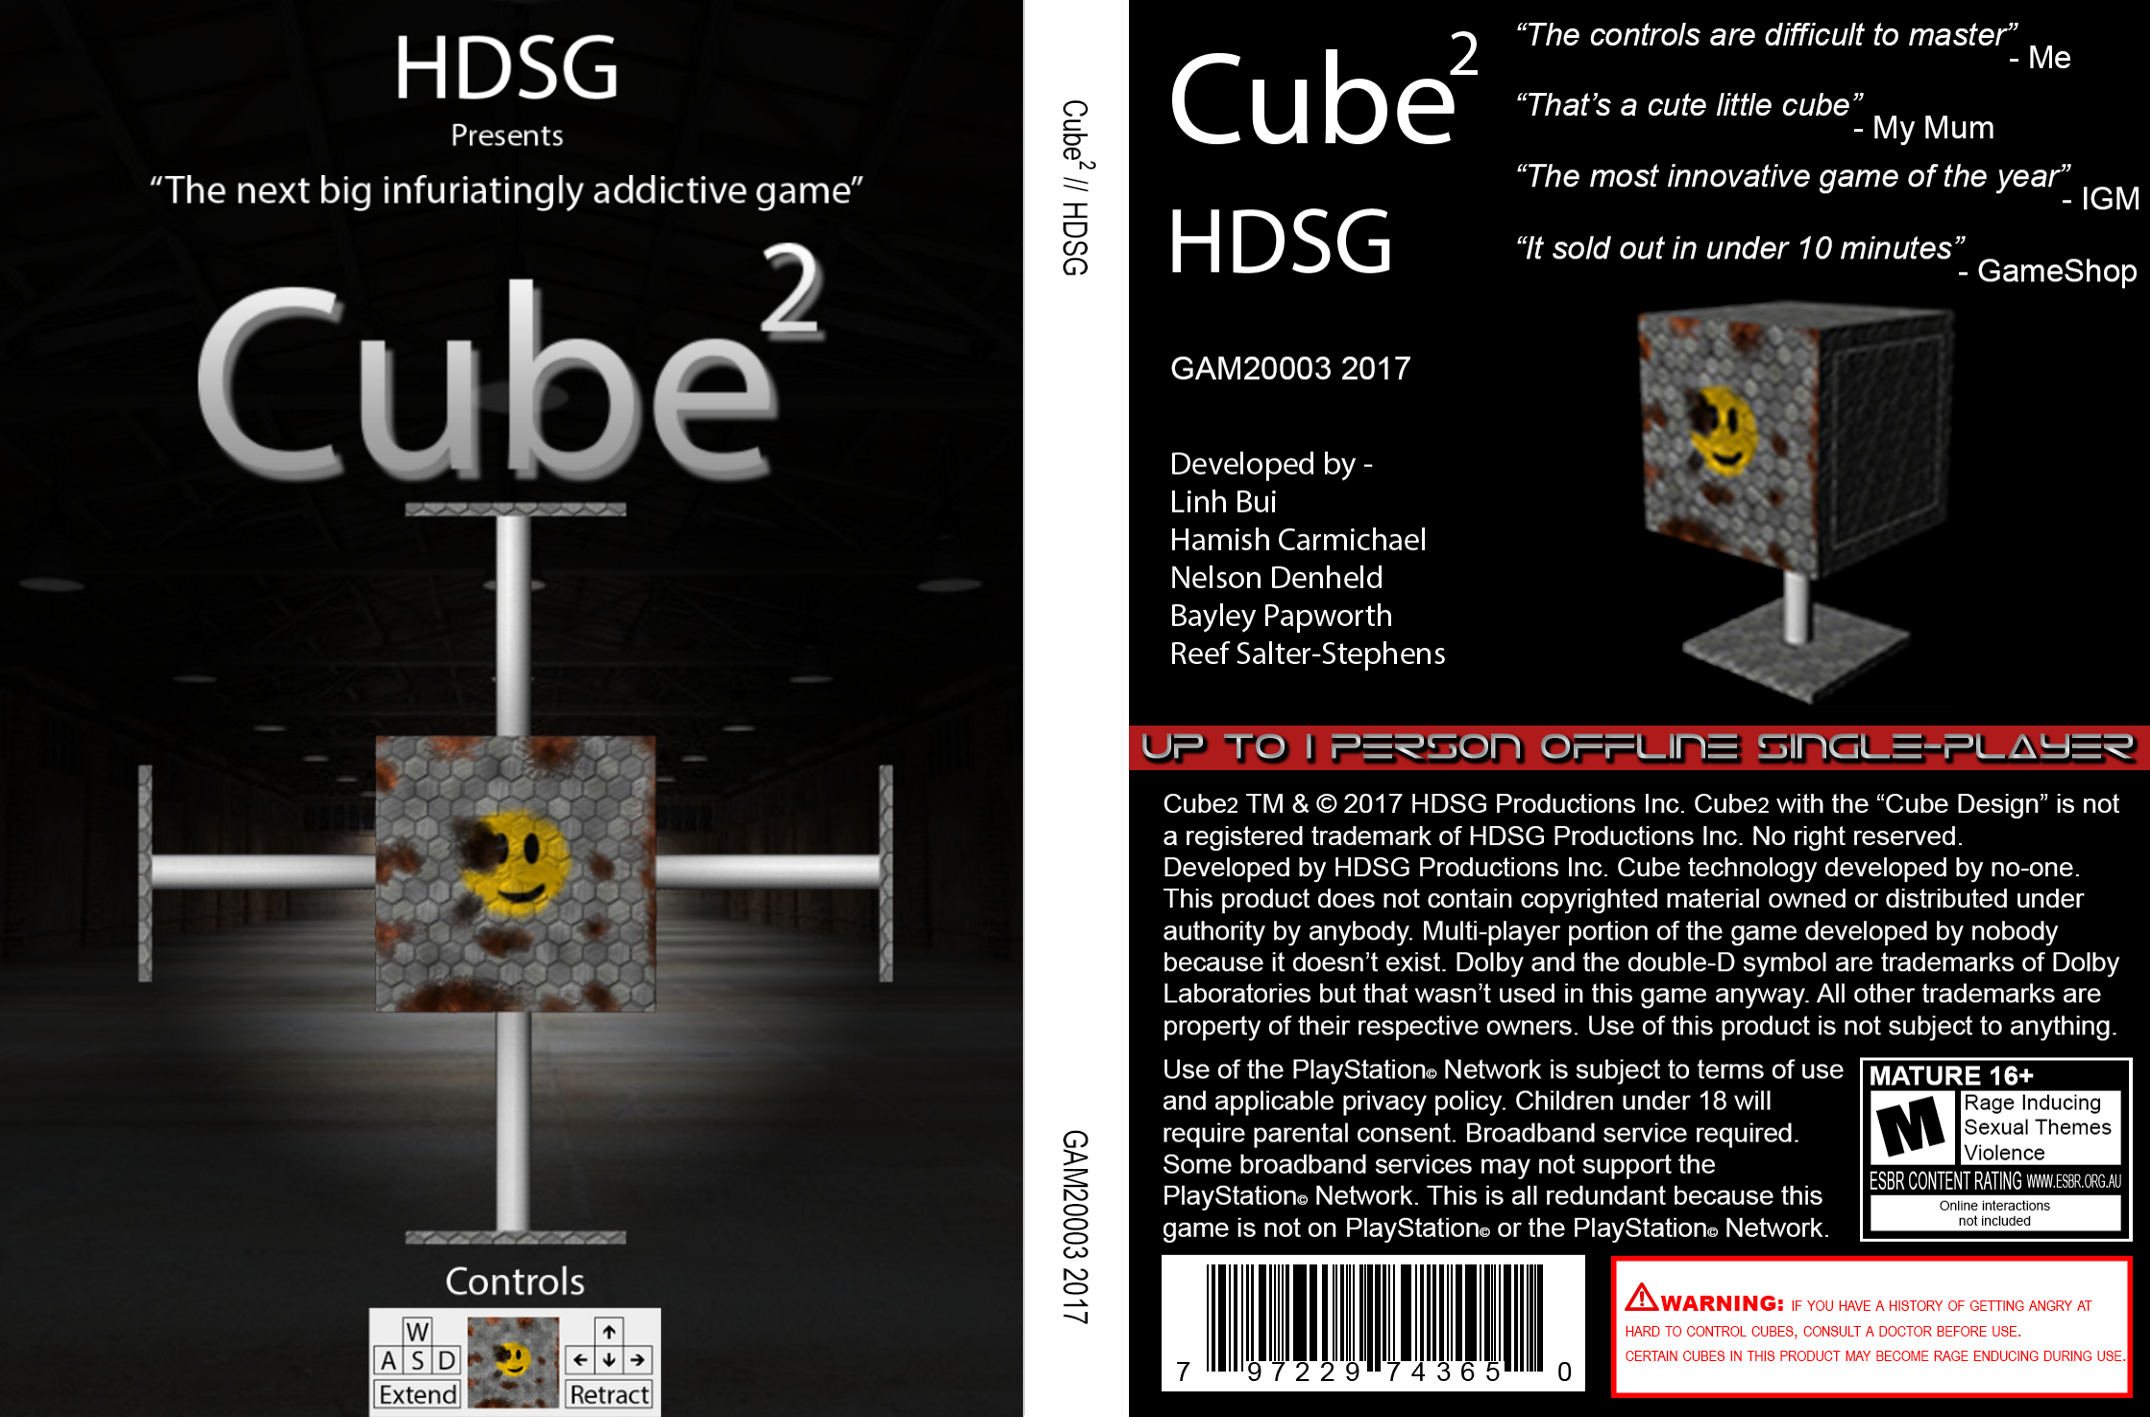 HDSG
Presents
“The next big infuriatingly addictive game”
Cube²
Controls
W
A S D
Extend
↑
← ↓ →
Retract
Cube² // HDSG
GAM20003 2017
Cube²
HDSG
GAM20003 2017
Developed by -
Linh Bui
Hamish Carmichael
Nelson Denheld
Bayley Papworth
Reef Salter-Stephens
“The controls are difficult to master”
- Me
“That’s a cute little cube”
- My Mum
“The most innovative game of the year”
- IGM
“It sold out in under 10 minutes”
- GameShop
UP TO 1 PERSON OFFLINE SINGLE-PLAYER
Cube2 TM & © 2017 HDSG Productions Inc. Cube2 with the “Cube Design” is not
a registered trademark of HDSG Productions Inc. No right reserved.
Developed by HDSG Productions Inc. Cube technology developed by no-one.
This product does not contain copyrighted material owned or distributed under
authority by anybody. Multi-player portion of the game developed by nobody
because it doesn’t exist. Dolby and the double-D symbol are trademarks of Dolby
Laboratories but that wasn’t used in this game anyway. All other trademarks are
property of their respective owners. Use of this product is not subject to anything.
Use of the PlayStation© Network is subject to terms of use
and applicable privacy policy. Children under 18 will
require parental consent. Broadband service required.
Some broadband services may not support the
PlayStation© Network. This is all redundant because this
game is not on PlayStation© or the PlayStation© Network.
MATURE 16+
M
Rage Inducing
Sexual Themes
Violence
ESBR CONTENT RATING WWW.ESBR.ORG.AU
Online interactions
not included
7 97229 74365 0
WARNING: IF YOU HAVE A HISTORY OF GETTING ANGRY AT
HARD TO CONTROL CUBES, CONSULT A DOCTOR BEFORE USE.
CERTAIN CUBES IN THIS PRODUCT MAY BECOME RAGE ENDUCING DURING USE.